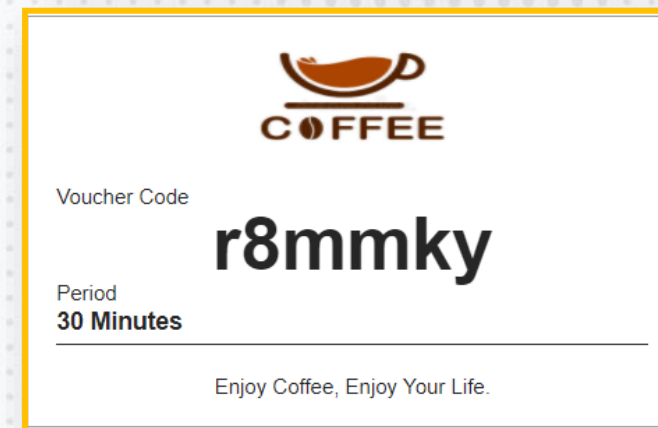 COFFEE
Voucher Code
r8mmky
Period
30 Minutes
Enjoy Coffee, Enjoy Your Life.